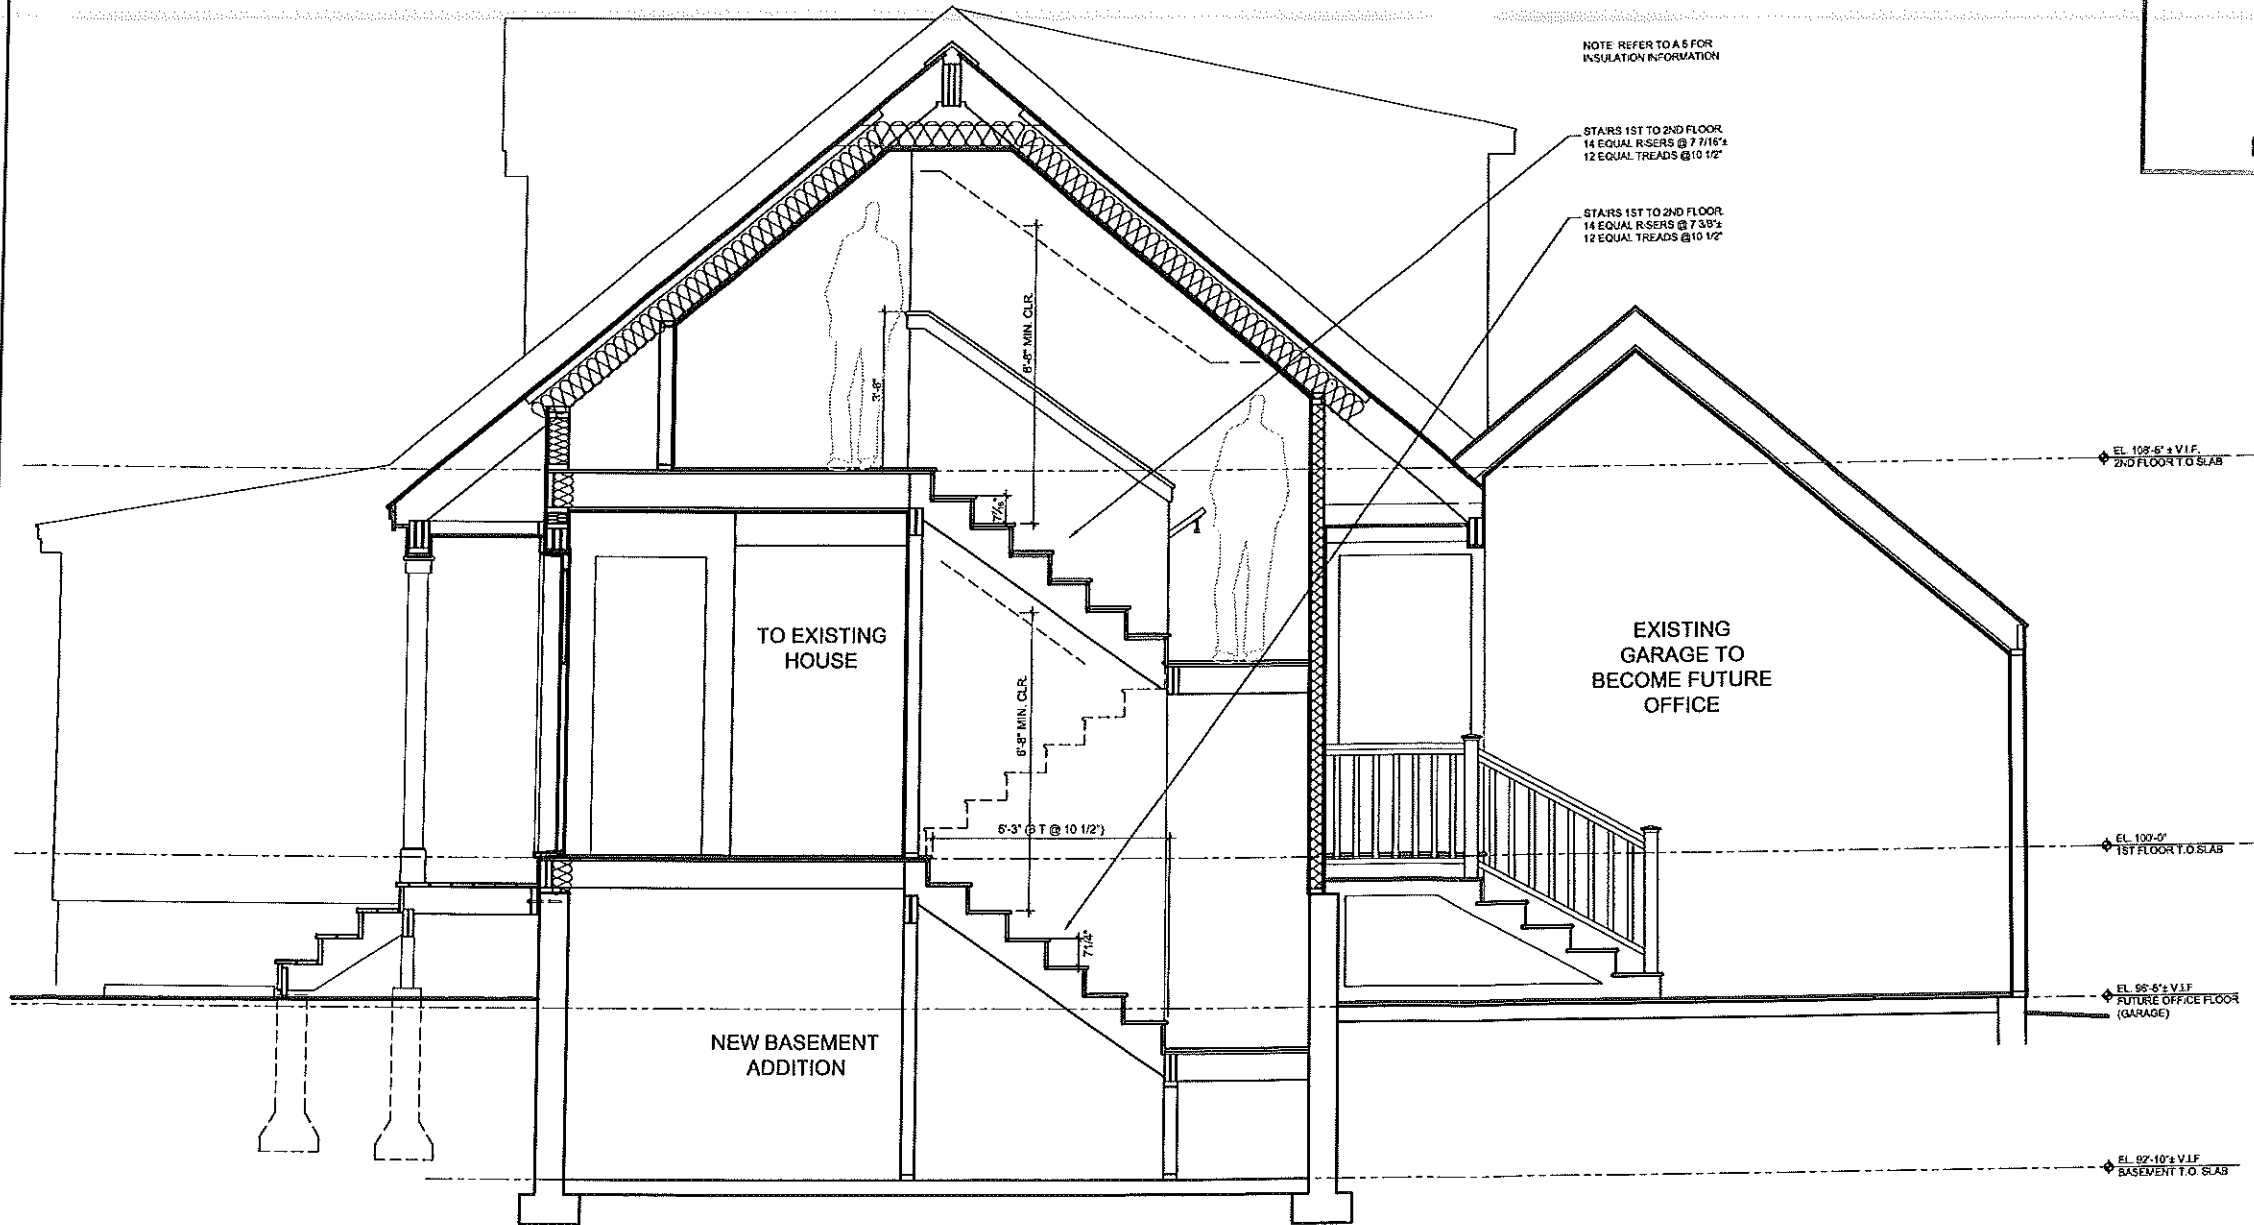 NOTE: REFER TO A 5 FOR
INSULATION INFORMATION
STAIRS 1ST TO 2ND FLOOR
14 EQUAL RISERS @ 7 7/16"±
12 EQUAL TREADS @10 1/2"
STAIRS 1ST TO 2ND FLOOR
14 EQUAL RISERS @ 7 3/8"±
12 EQUAL TREADS @10 1/2"
6'-8" MIN. CLR.
3'-6"
EL. 108'-5" ± V.I.F.
2ND FLOOR T.O SLAB
TO EXISTING
HOUSE
EXISTING
GARAGE TO
BECOME FUTURE
OFFICE
6'-8" MIN. CLR.
5'-3" (6 T @ 10 1/2")
EL. 100'-0"
1ST FLOOR T.O.SLAB
7 1/4"
EL. 96'-8"± V.I.F
FUTURE OFFICE FLOOR
(GARAGE)
NEW BASEMENT
ADDITION
EL. 92'-10"± V.I.F
BASEMENT T.O. SLAB